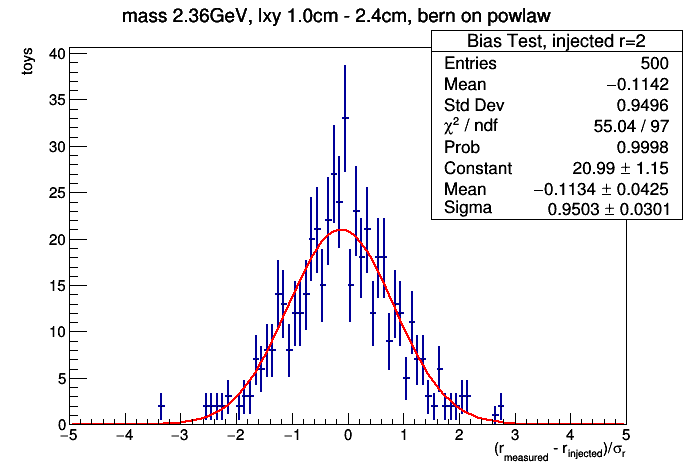 mass 2.36GeV, lxy 1.0cm - 2.4cm, bern on powlaw
toys
Bias Test, injected r=2
Entries 500
Mean −0.1142
Std Dev 0.9496
χ² / ndf 55.04 / 97
Prob 0.9998
Constant 20.99 ± 1.15
Mean −0.1134 ± 0.0425
Sigma 0.9503 ± 0.0301
40
35
30
25
20
15
10
5
0
−5 −4 −3 −2 −1 0 1 2 3 4 5
(r_measured - r_injected)/σ_r